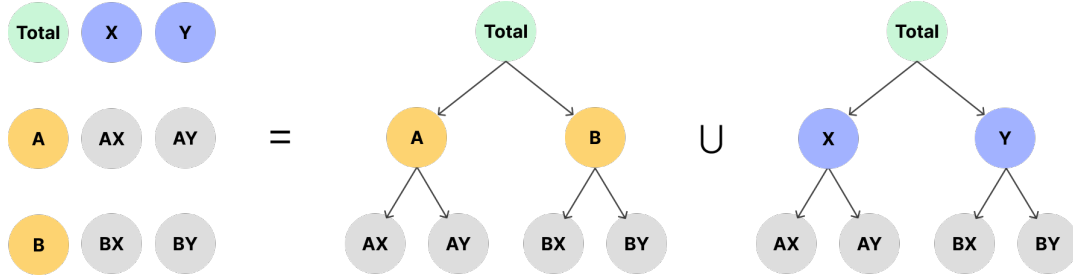 Total X Y
A AX AY
B BX BY
=
Total
A B
AX AY BX BY
∪
Total
X Y
AX AY BX BY